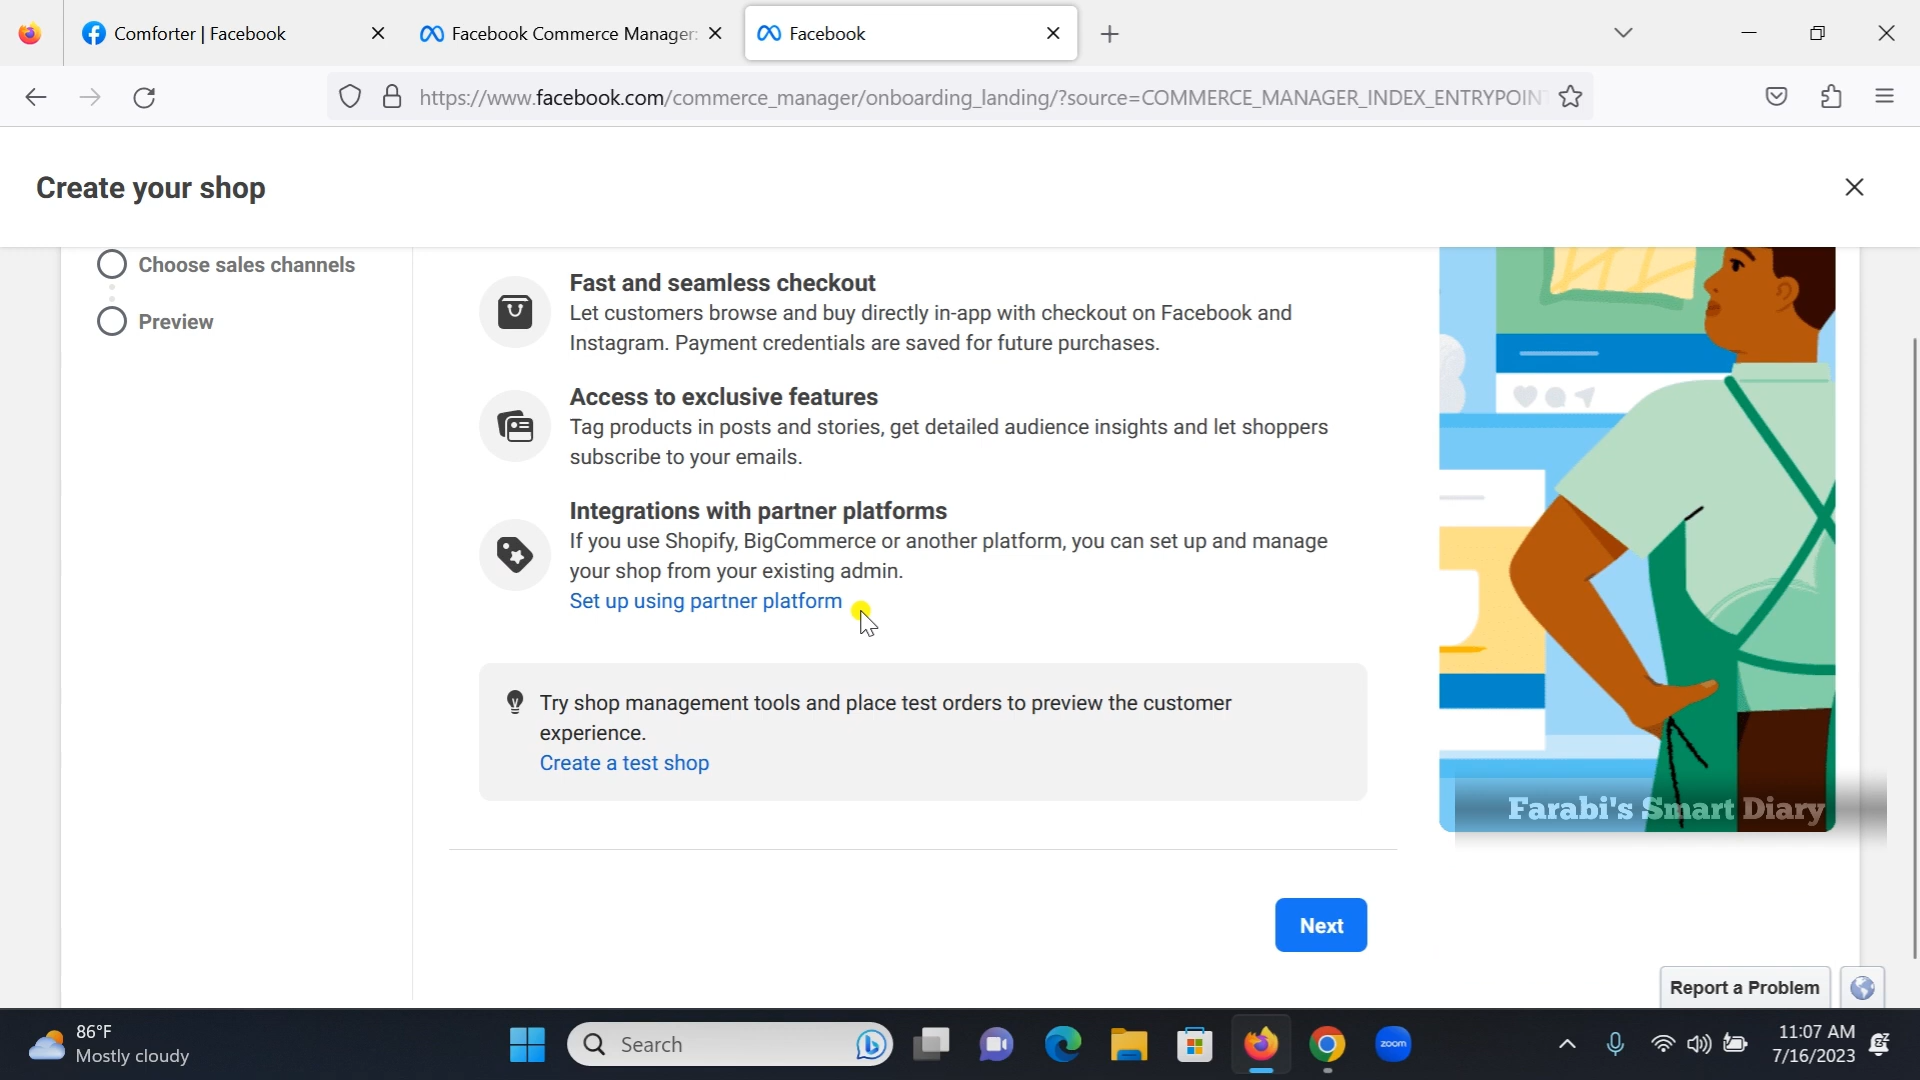 Comforter | Facebook
Facebook Commerce Manager:
Facebook
https://www.facebook.com/commerce_manager/onboarding_landing/?source=COMMERCE_MANAGER_INDEX_ENTRYPOINT
Create your shop
Choose sales channels
Preview
Fast and seamless checkout
Let customers browse and buy directly in-app with checkout on Facebook and
Instagram. Payment credentials are saved for future purchases.
Access to exclusive features
Tag products in posts and stories, get detailed audience insights and let shoppers
subscribe to your emails.
Integrations with partner platforms
If you use Shopify, BigCommerce or another platform, you can set up and manage
your shop from your existing admin.
Set up using partner platform
Try shop management tools and place test orders to preview the customer
experience.
Create a test shop
Farabi's Smart Diary
Next
Report a Problem
86°F
Mostly cloudy
Search
zoom
11:07 AM
7/16/2023